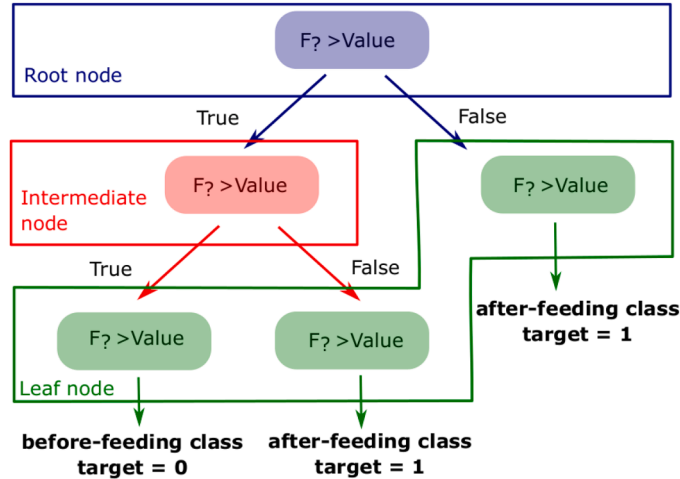 F? >Value
Root node
True
False
F? >Value
F? >Value
Intermediate
node
True
False
after-feeding class
target = 1
F? >Value
F? >Value
Leaf node
before-feeding class
target = 0
after-feeding class
target = 1